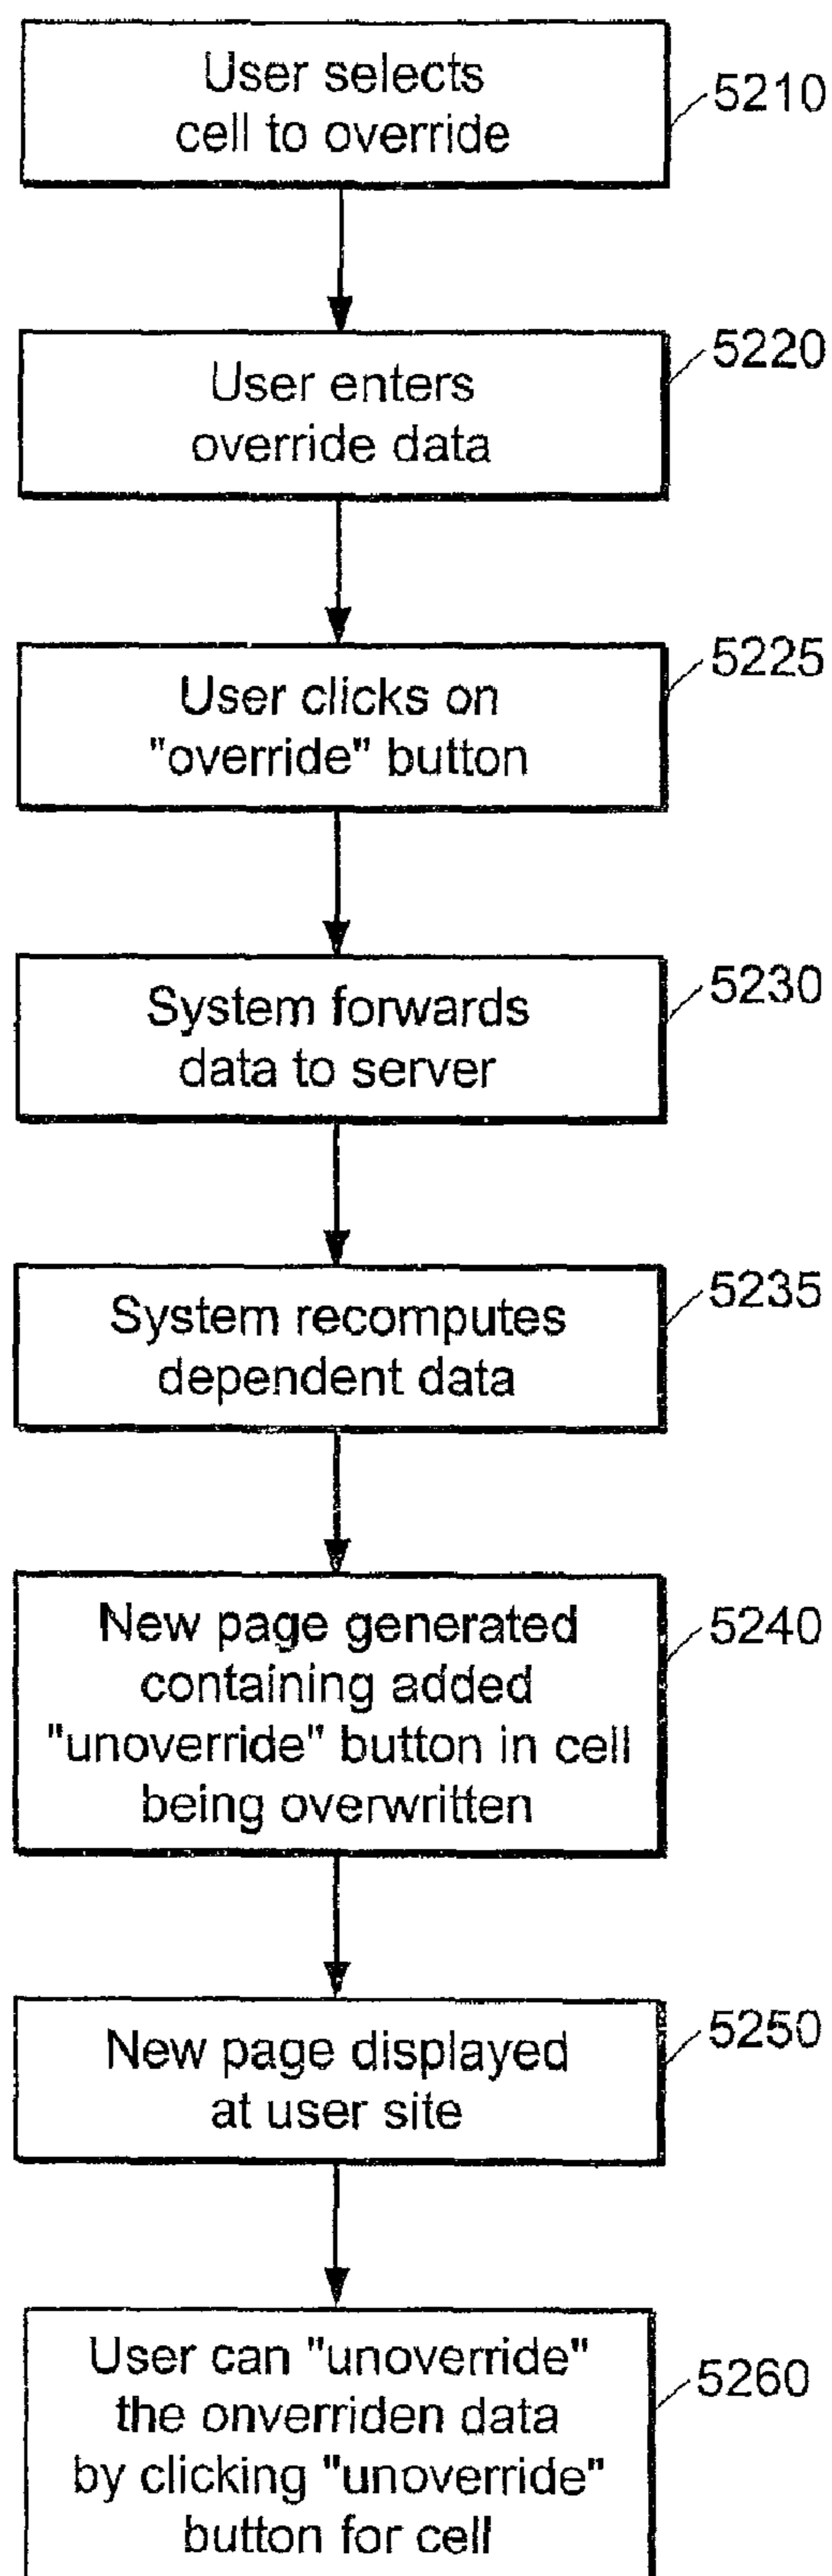 User selects
cell to override
5210
User enters
override data
5220
User clicks on
"override" button
5225
System forwards
data to server
5230
System recomputes
dependent data
5235
New page generated
containing added
"unoverride" button in cell
being overwritten
5240
New page displayed
at user site
5250
User can "unoverride"
the onverriden data
by clicking "unoverride"
button for cell
5260